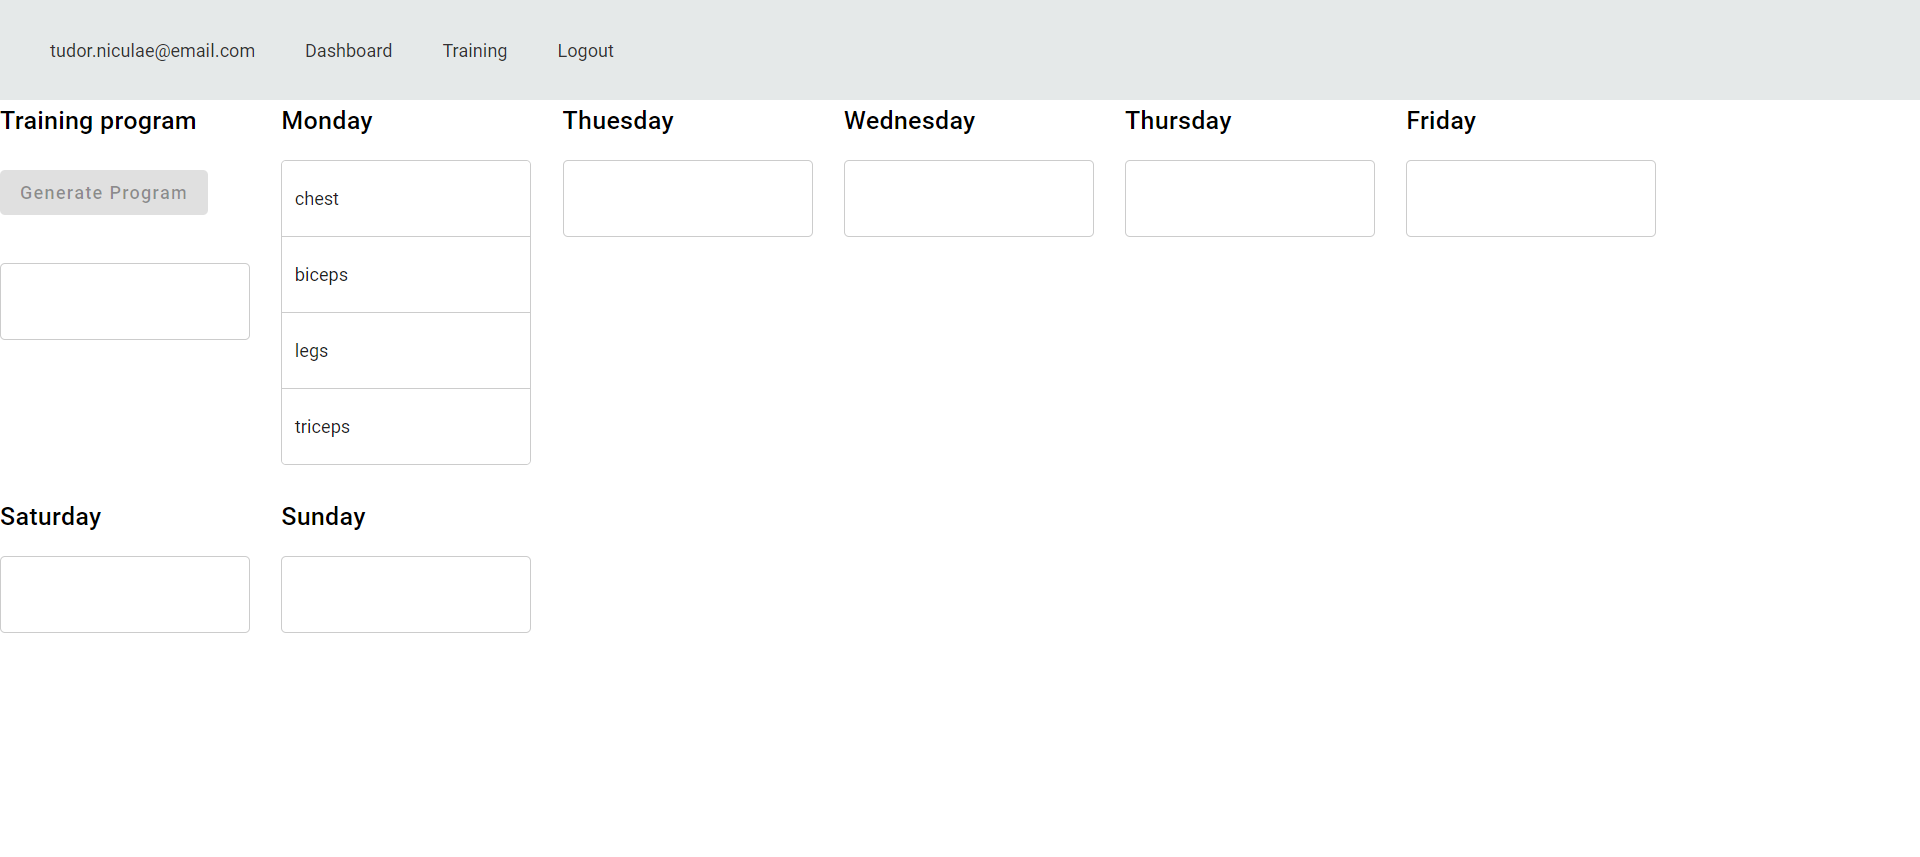 tudor.niculae@email.com Dashboard Training Logout
Training program Monday Thuesday Wednesday Thursday Friday
Generate Program
chest
biceps
legs
triceps
Saturday Sunday